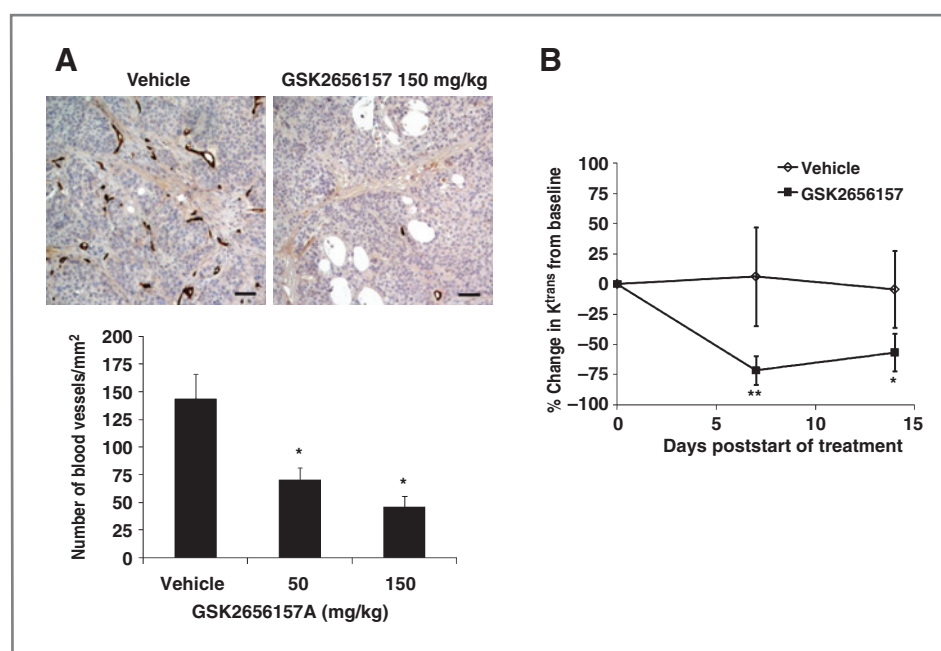 A
Vehicle
GSK2656157 150 mg/kg
Number of blood vessels/mm²
200
175
150
125
100
75
50
25
0
*
*
Vehicle
50
150
GSK2656157A (mg/kg)
B
% Change in Kᵗʳᵃⁿˢ from baseline
100
75
50
25
0
–25
–50
–75
–100
Vehicle
GSK2656157
**
*
0
5
10
15
Days poststart of treatment